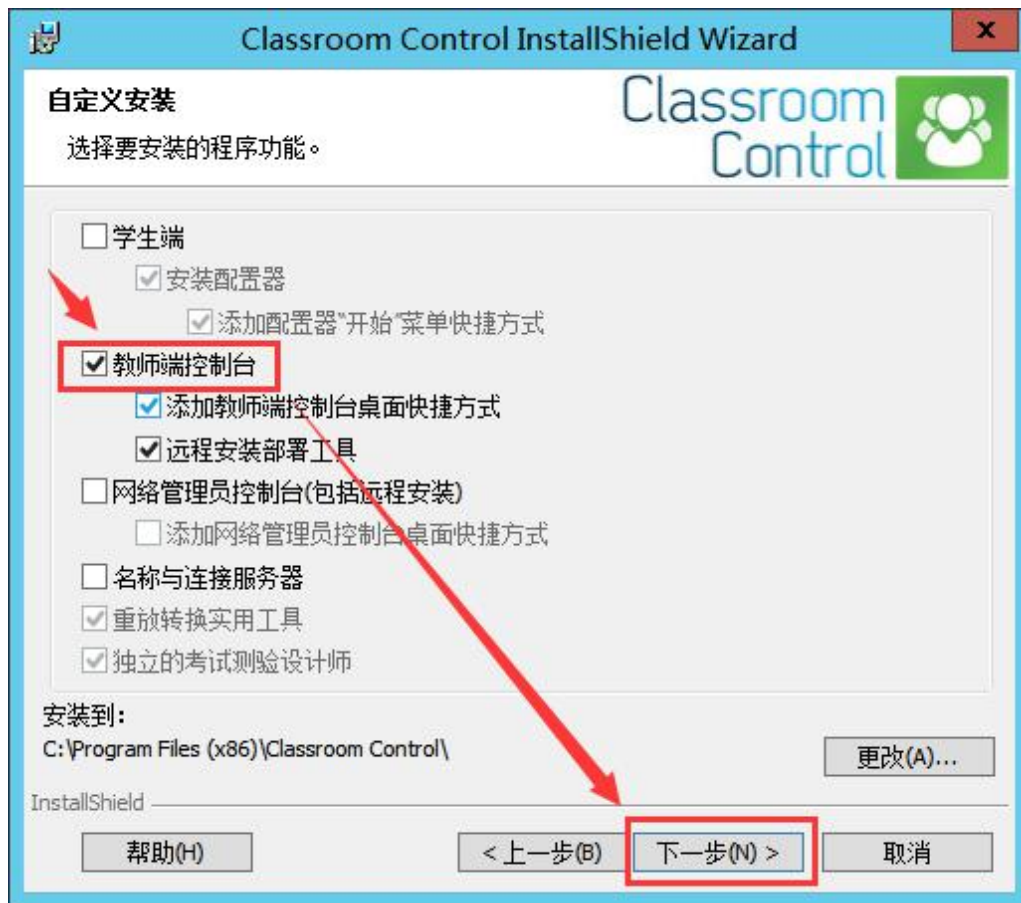 Classroom Control InstallShield Wizard
x
自定义安装
选择要安装的程序功能。
Classroom
Control
学生端
安装配置器
添加配置器“开始”菜单快捷方式
教师端控制台
添加教师端控制台桌面快捷方式
远程安装部署工具
网络管理员控制台(包括远程安装)
添加网络管理员控制台桌面快捷方式
名称与连接服务器
重放转换实用工具
独立的考试测验设计师
安装到：
C:\Program Files (x86)\Classroom Control\
更改(A)...
InstallShield
帮助(H)
< 上一步(B)
下一步(N) >
取消